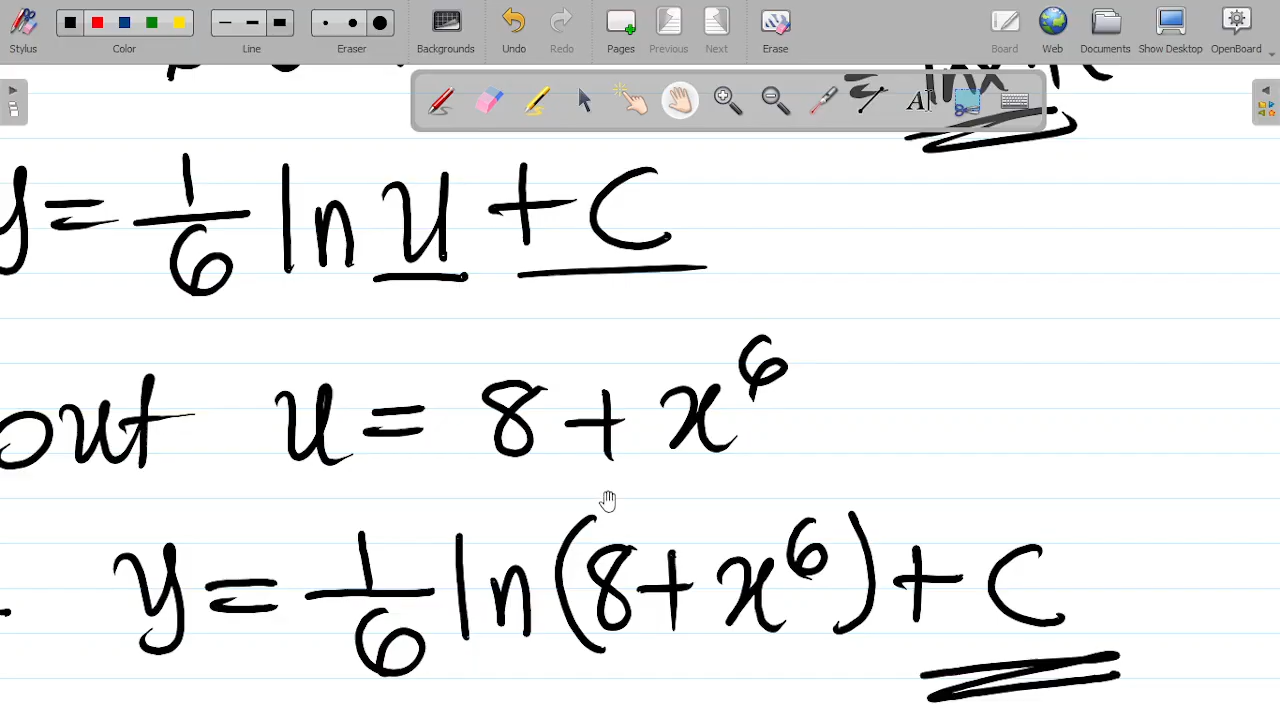 Stylus Color Line Eraser Backgrounds Undo Redo Pages Previous Next Erase Board Web Documents Show Desktop OpenBoard
y = 1/6 ln u + C
out u = 8 + x^6
y = 1/6 ln(8 + x^6) + C